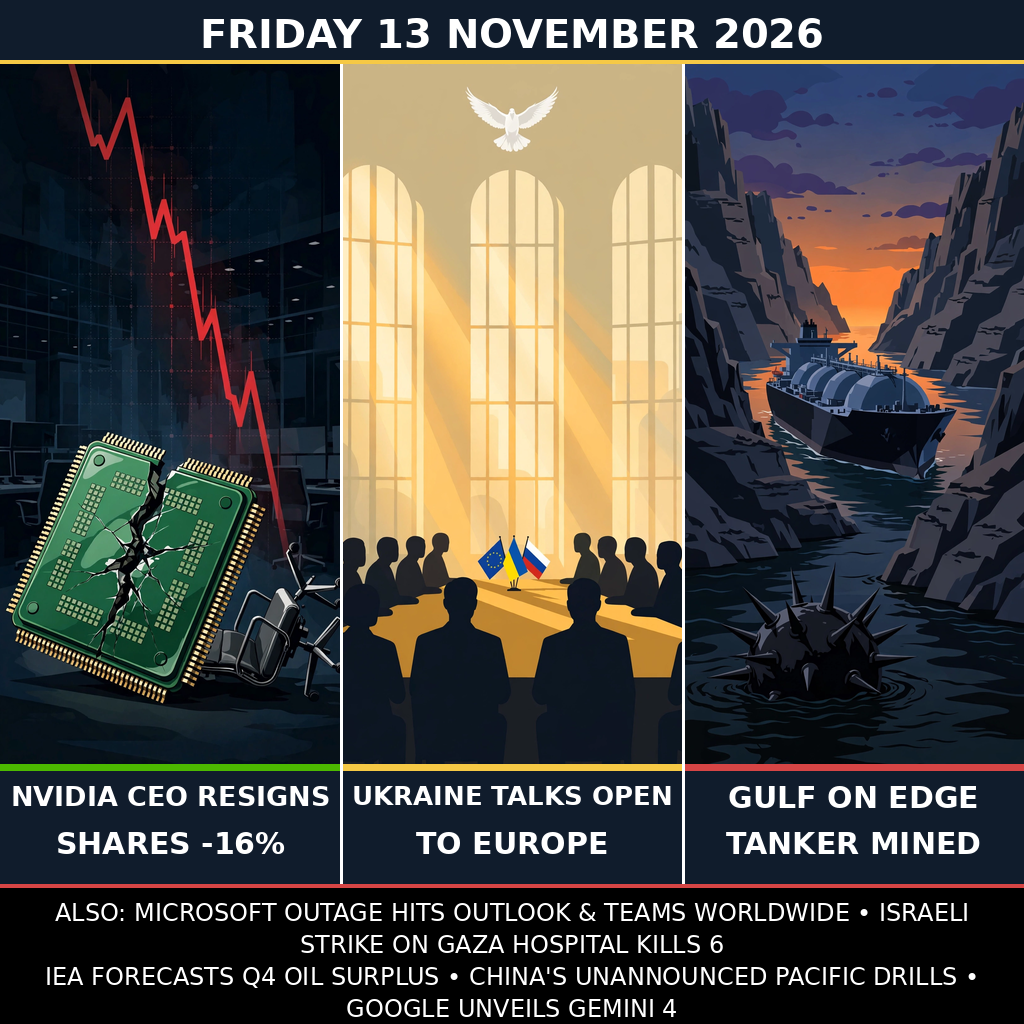 FRIDAY 13 NOVEMBER 2026
NVIDIA CEO RESIGNS
SHARES -16%
UKRAINE TALKS OPEN
TO EUROPE
GULF ON EDGE
TANKER MINED
ALSO: MICROSOFT OUTAGE HITS OUTLOOK & TEAMS WORLDWIDE • ISRAELI
STRIKE ON GAZA HOSPITAL KILLS 6
IEA FORECASTS Q4 OIL SURPLUS • CHINA'S UNANNOUNCED PACIFIC DRILLS •
GOOGLE UNVEILS GEMINI 4